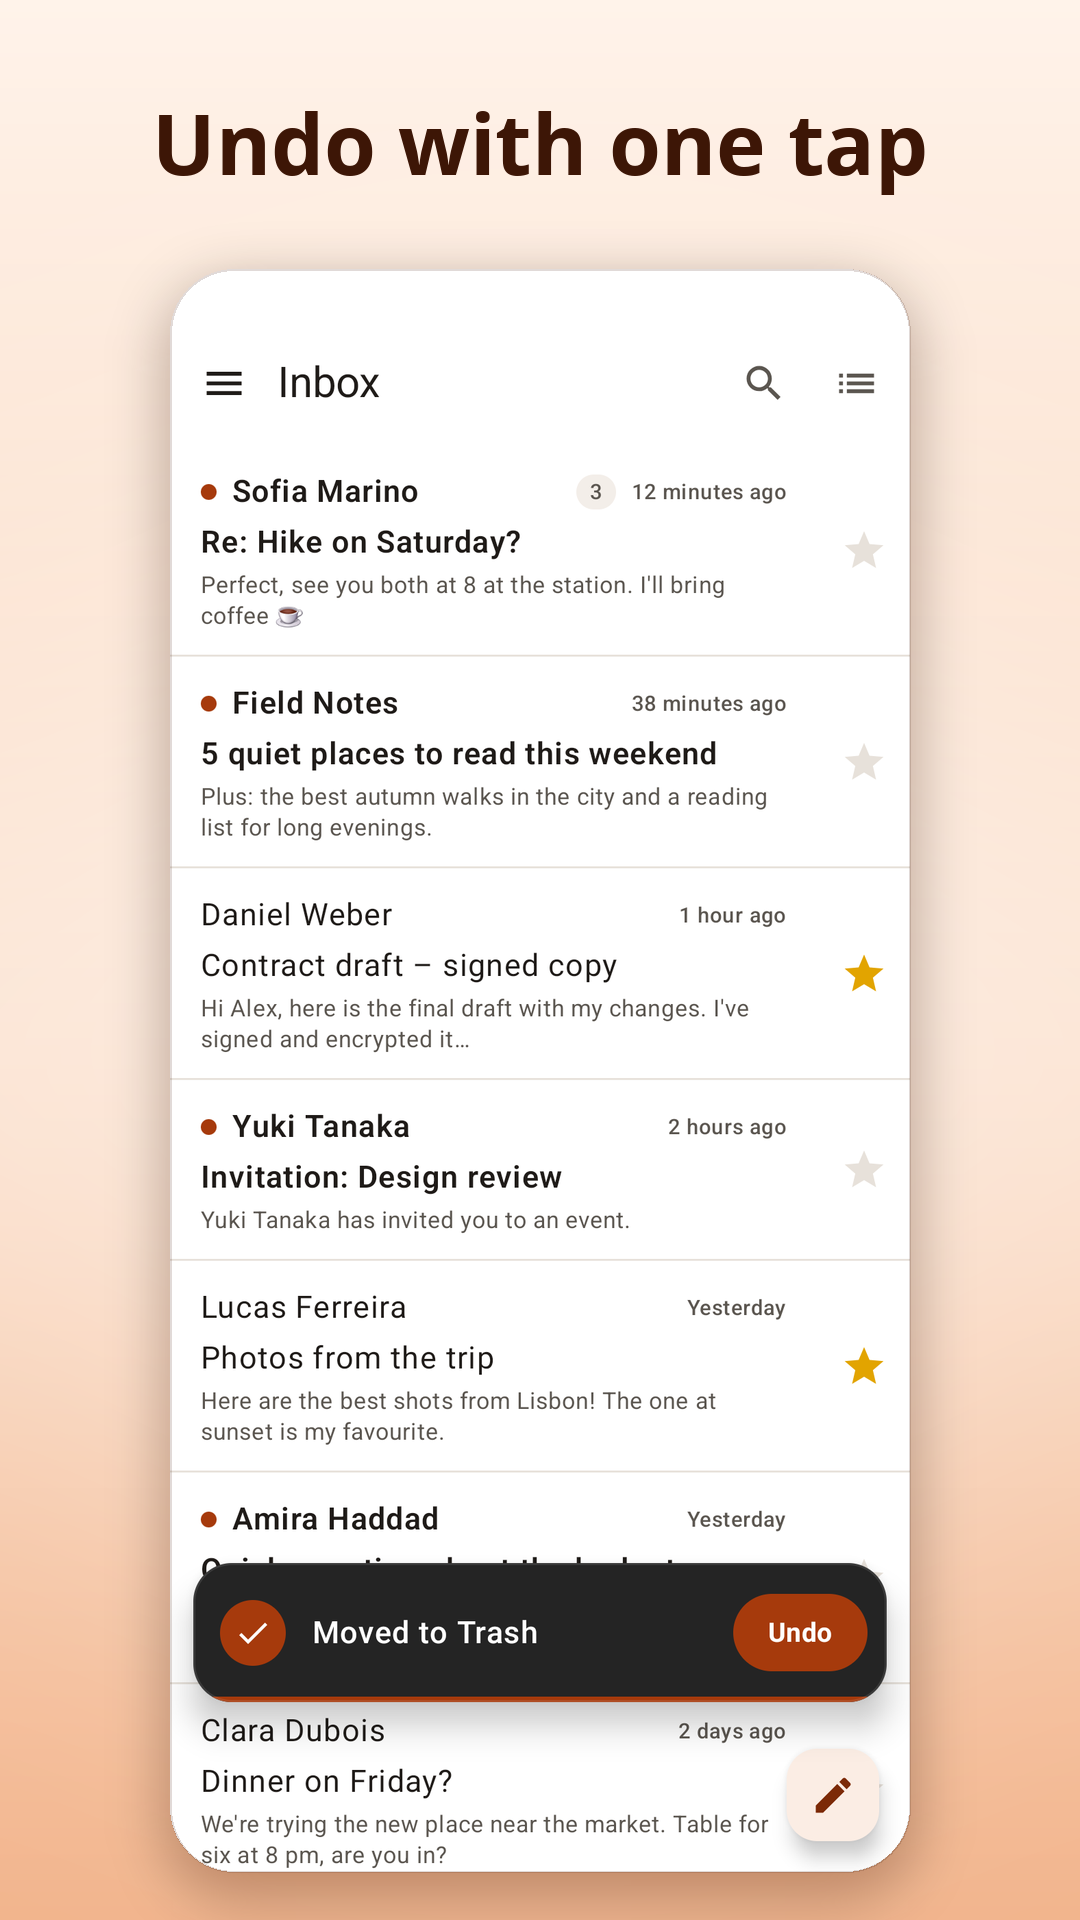 Undo with one tap
Inbox
Sofia Marino 3 12 minutes ago
Re: Hike on Saturday?
Perfect, see you both at 8 at the station. I'll bring
coffee ☕
Field Notes 38 minutes ago
5 quiet places to read this weekend
Plus: the best autumn walks in the city and a reading
list for long evenings.
Daniel Weber 1 hour ago
Contract draft – signed copy
Hi Alex, here is the final draft with my changes. I've
signed and encrypted it…
Yuki Tanaka 2 hours ago
Invitation: Design review
Yuki Tanaka has invited you to an event.
Lucas Ferreira Yesterday
Photos from the trip
Here are the best shots from Lisbon! The one at
sunset is my favourite.
Amira Haddad Yesterday
Moved to Trash Undo
Clara Dubois 2 days ago
Dinner on Friday?
We're trying the new place near the market. Table for
six at 8 pm, are you in?